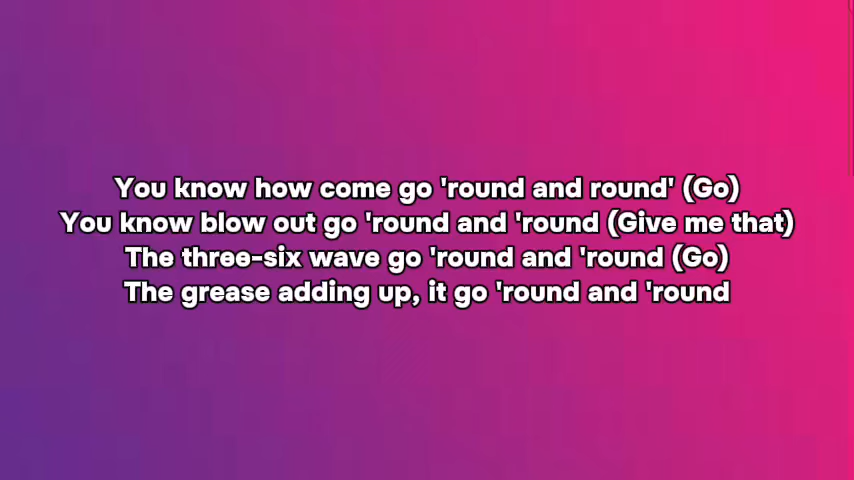 You know how come go 'round and round' (Go)
You know blow out go 'round and 'round (Give me that)
The three-six wave go 'round and 'round (Go)
The grease adding up, it go 'round and 'round